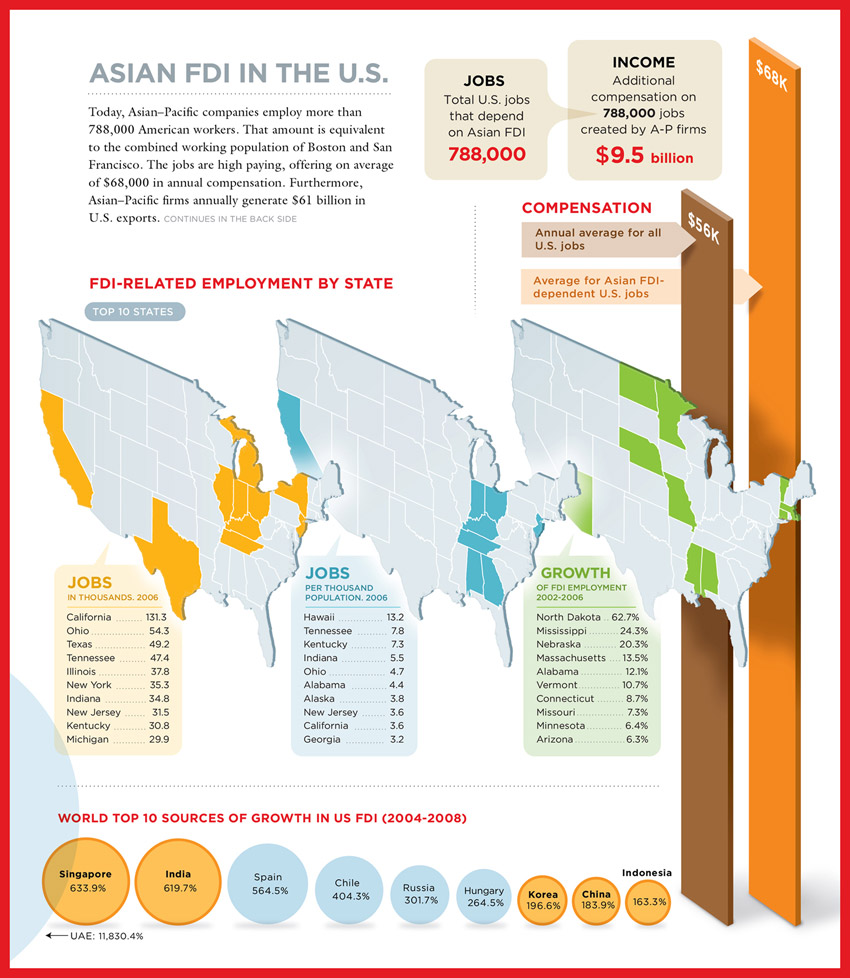 ASIAN FDI IN THE U.S.
Today, Asian–Pacific companies employ more than
788,000 American workers. That amount is equivalent
to the combined working population of Boston and San
Francisco. The jobs are high paying, offering on average
of $68,000 in annual compensation. Furthermore,
Asian–Pacific firms annually generate $61 billion in
U.S. exports. CONTINUES IN THE BACK SIDE
JOBS
Total U.S. jobs
that depend
on Asian FDI
788,000
INCOME
Additional
compensation on
788,000 jobs
created by A-P firms
$9.5 billion
$68K
$56K
COMPENSATION
Annual average for all
U.S. jobs
Average for Asian FDI-
dependent U.S. jobs
FDI-RELATED EMPLOYMENT BY STATE
TOP 10 STATES
JOBS
IN THOUSANDS. 2006
California ........ 131.3
Ohio ........ 54.3
Texas ........ 49.2
Tennessee ........ 47.4
Illinois ........ 37.8
New York ........ 35.3
Indiana ........ 34.8
New Jersey ........ 31.5
Kentucky ........ 30.8
Michigan ........ 29.9
JOBS
PER THOUSAND
POPULATION. 2006
Hawaii ........ 13.2
Tennessee ........ 7.8
Kentucky ........ 7.3
Indiana ........ 5.5
Ohio ........ 4.7
Alabama ........ 4.4
Alaska ........ 3.8
New Jersey ........ 3.6
California ........ 3.6
Georgia ........ 3.2
GROWTH
OF FDI EMPLOYMENT
2002-2006
North Dakota .. 62.7%
Mississippi ........ 24.3%
Nebraska ........ 20.3%
Massachusetts .... 13.5%
Alabama ........ 12.1%
Vermont ........ 10.7%
Connecticut ........ 8.7%
Missouri ........ 7.3%
Minnesota ........ 6.4%
Arizona ........ 6.3%
WORLD TOP 10 SOURCES OF GROWTH IN US FDI (2004-2008)
Singapore
633.9%
India
619.7%
Spain
564.5%
Chile
404.3%
Russia
301.7%
Hungary
264.5%
Korea
196.6%
China
183.9%
Indonesia
163.3%
UAE: 11,830.4%